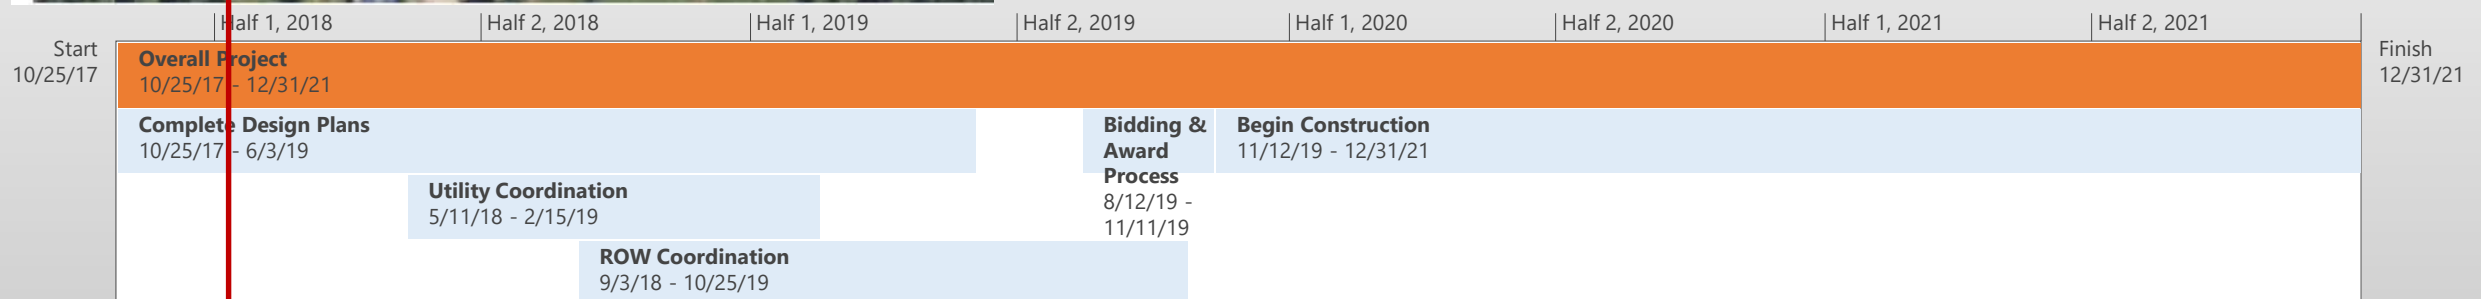 Half 1, 2018
Half 2, 2018
Half 1, 2019
Half 2, 2019
Half 1, 2020
Half 2, 2020
Half 1, 2021
Half 2, 2021
Start
10/25/17
Finish
12/31/21
Overall Project
10/25/17 - 12/31/21
Complete Design Plans
10/25/17 - 6/3/19
Bidding &
Award
Process
8/12/19 -
11/11/19
Begin Construction
11/12/19 - 12/31/21
Utility Coordination
5/11/18 - 2/15/19
ROW Coordination
9/3/18 - 10/25/19